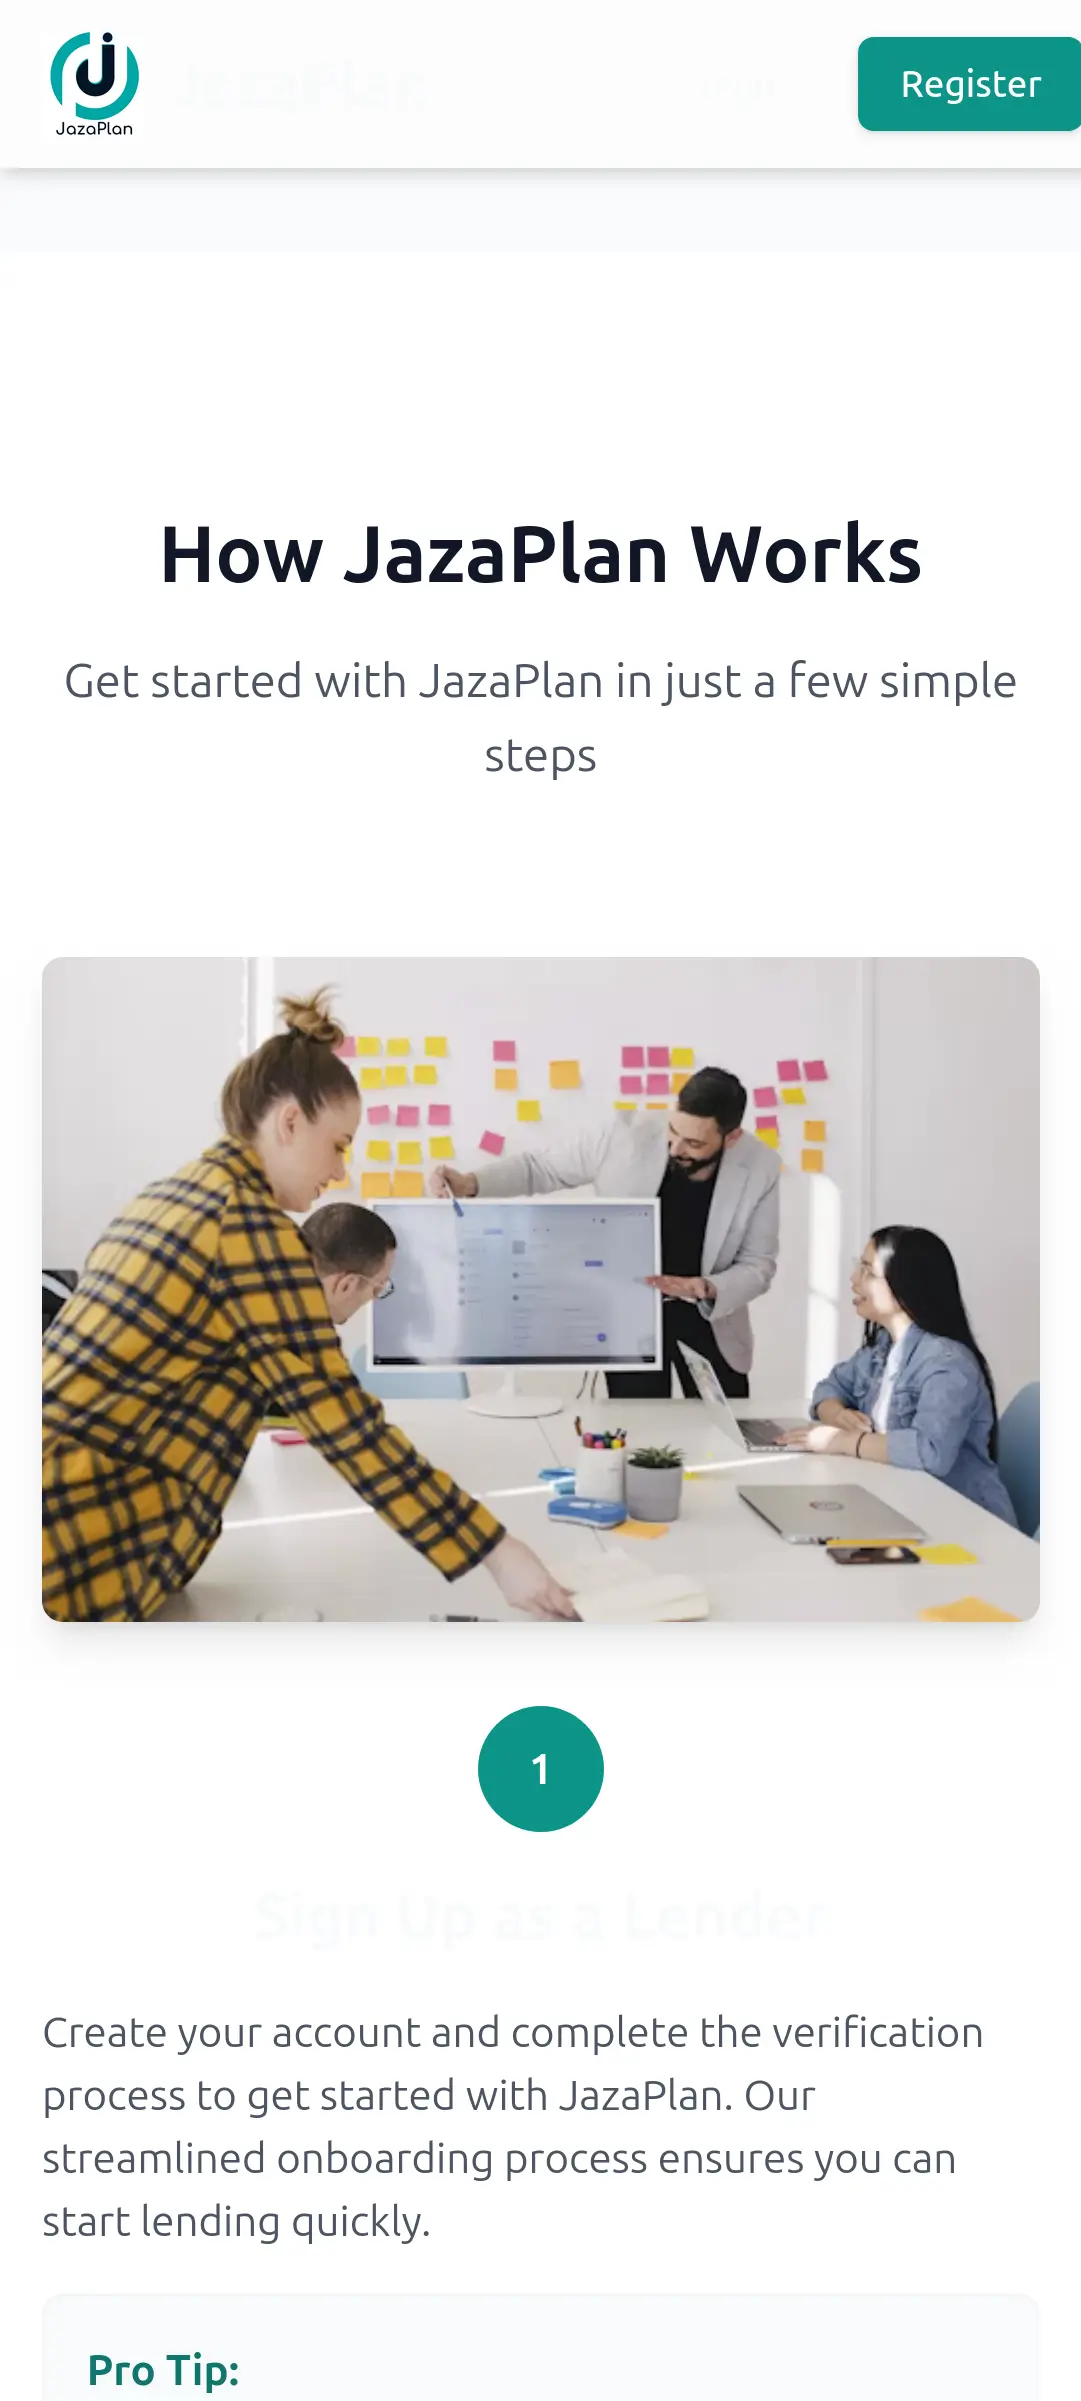 JazaPlan
JazaPlan
Register
How JazaPlan Works
Get started with JazaPlan in just a few simple
steps
1
Sign Up as a Lender
Create your account and complete the verification
process to get started with JazaPlan. Our
streamlined onboarding process ensures you can
start lending quickly.
Pro Tip: